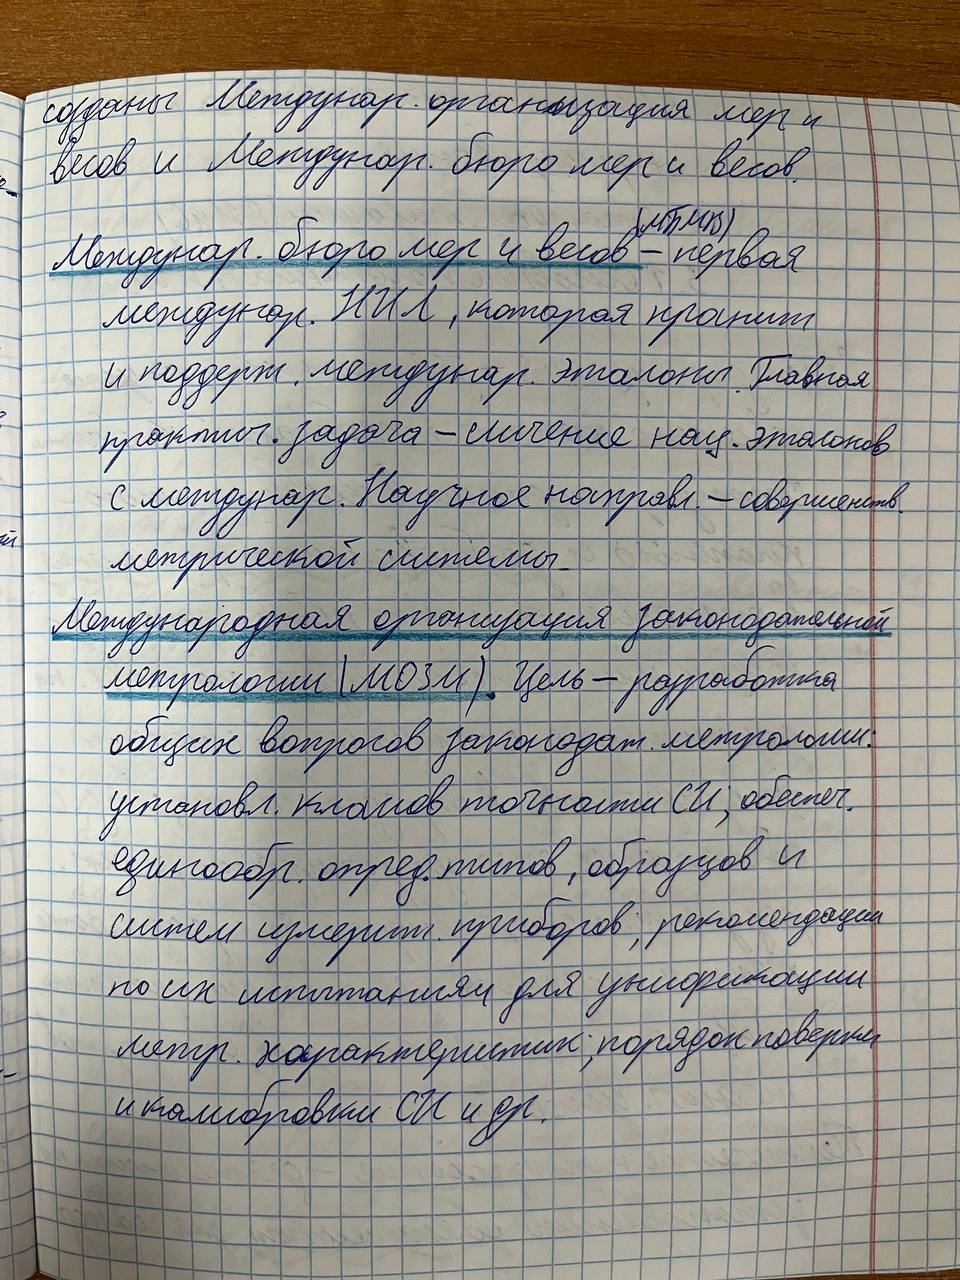 созданы Междунар. организация мер и
весов и Междунар. бюро мер и весов.
(МБМВ)
Междунар. бюро мер и весов – первая
междунар. НИЛ, которая хранит
и поддерж. междунар. эталоны. Главная
практич. задача – сличение нац. эталонов
с междунар. Научное направл. – совершенств.
метрической системы.
Международная организация законодательной
метрологии (МОЗМ). Цель – разработка
общих вопросов законодат. метрологии:
установл. классов точности СИ; обеспеч.
единообр. опред. типов, образцов и
систем измерит. приборов; рекомендации
по их испытаниям для унификации
метр. характеристик; порядок поверки
и калибровки СИ и др.